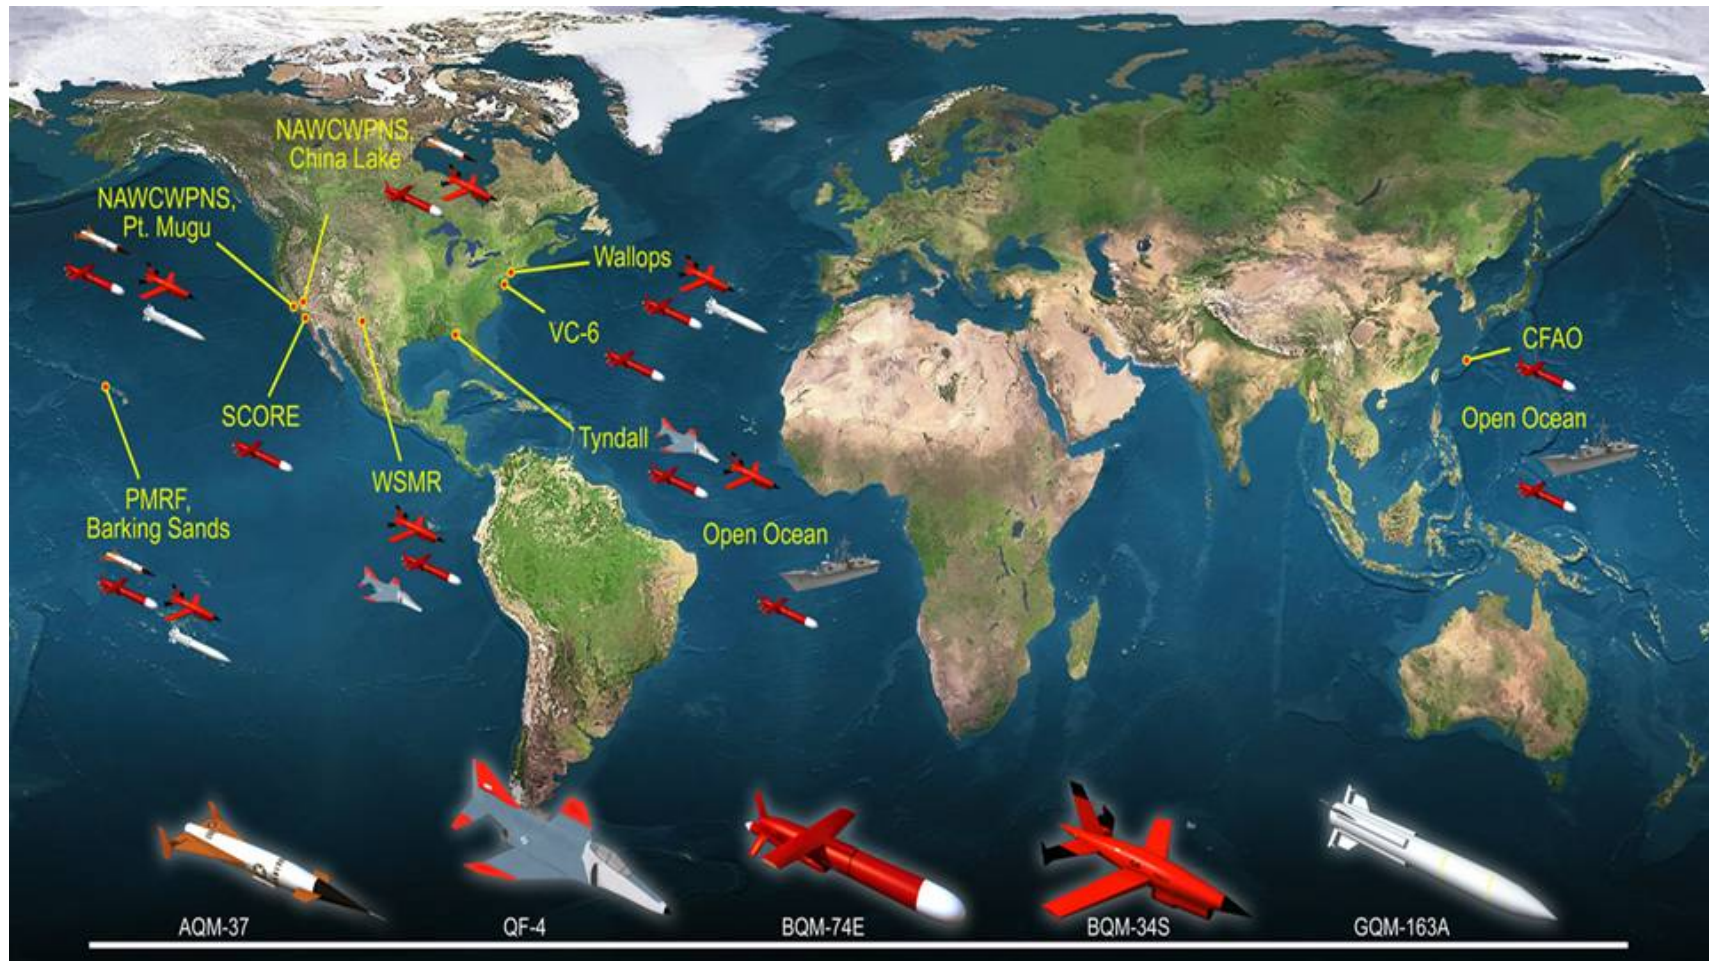 NAWCWPNS,
China Lake
NAWCWPNS,
Pt. Mugu
Wallops
VC-6
CFAO
SCORE
Open Ocean
Tyndall
WSMR
PMRF,
Barking Sands
Open Ocean
AQM-37
QF-4
BQM-74E
BQM-34S
GQM-163A